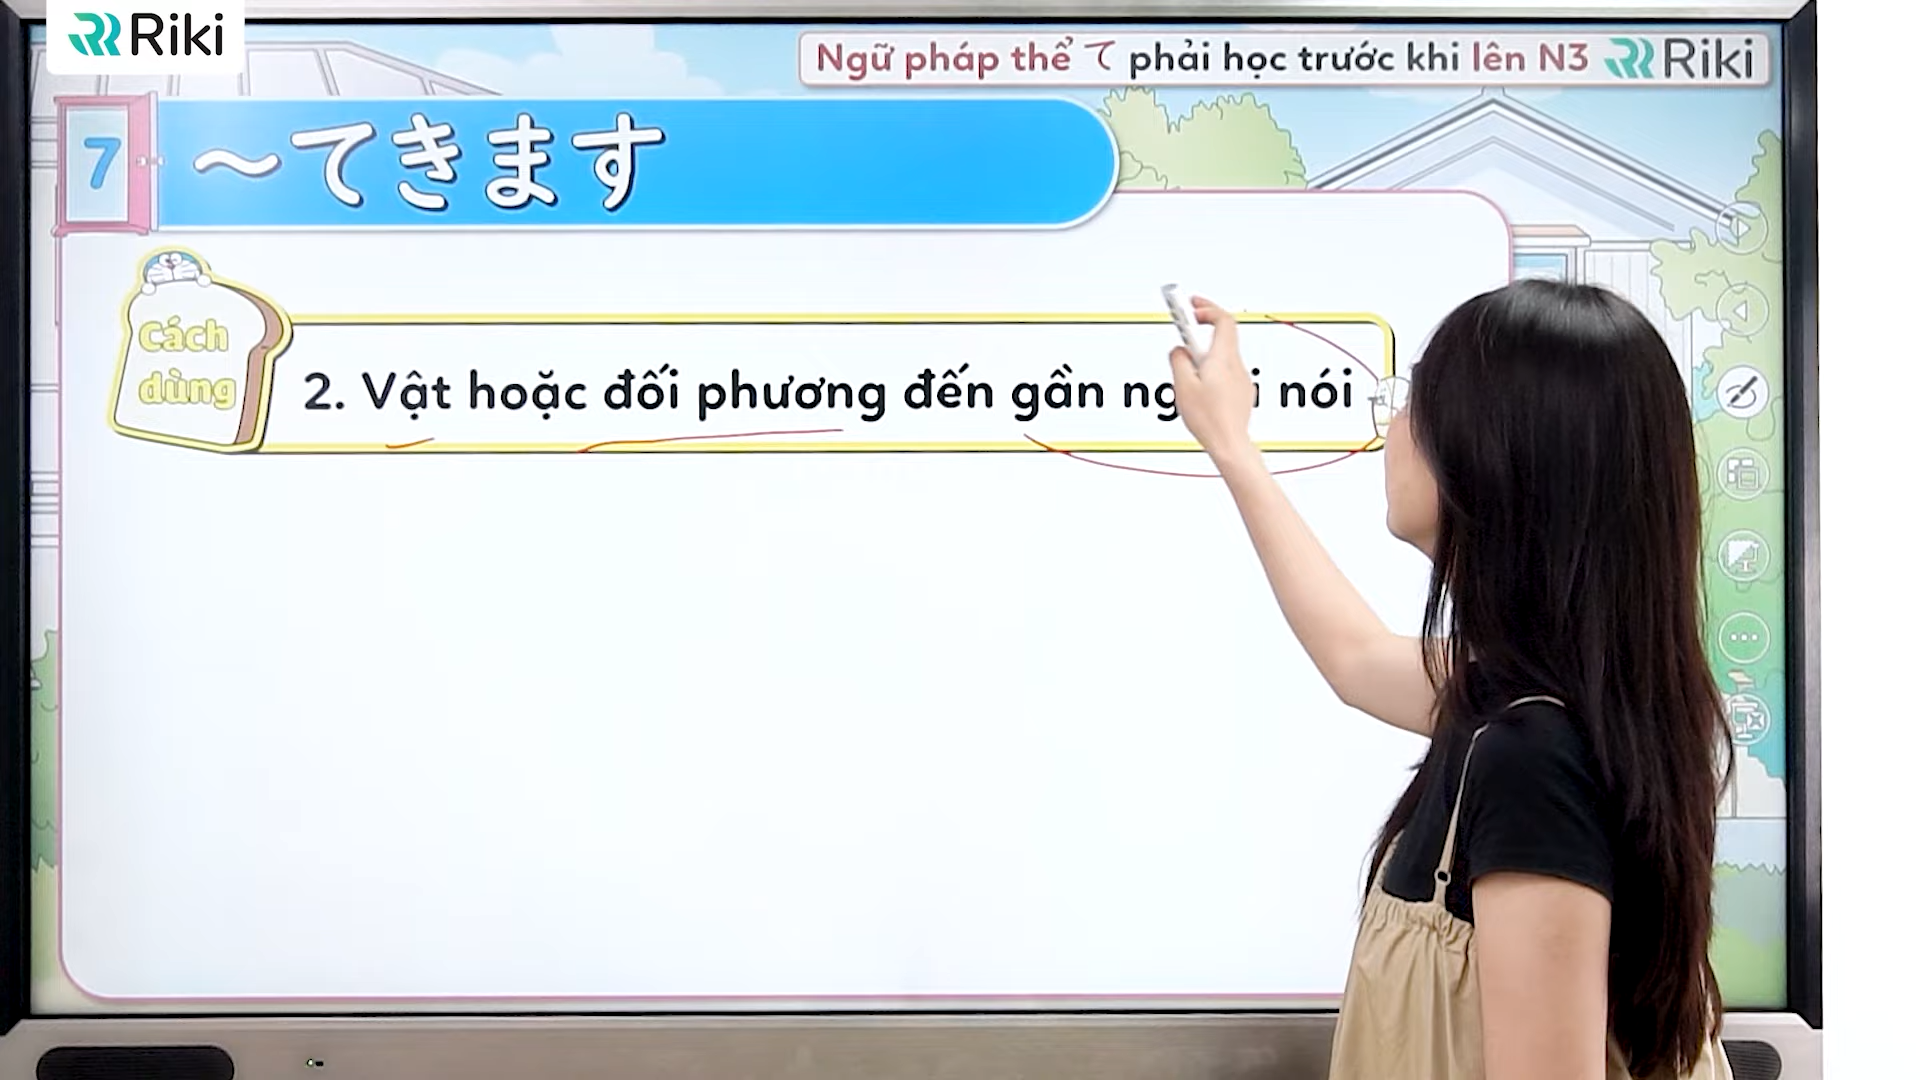 Riki
Ngữ pháp thể て phải học trước khi lên N3 Riki
7 ～てきます
Cách dùng
2. Vật hoặc đối phương đến gần nói